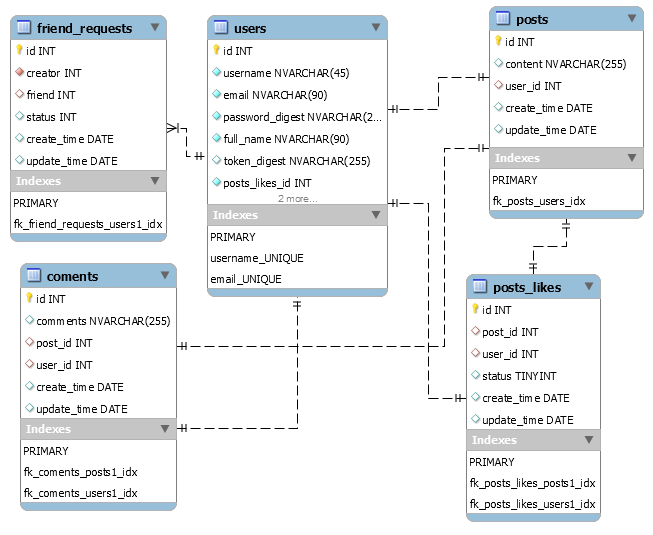 friend_requests
id INT
creator INT
friend INT
status INT
create_time DATE
update_time DATE
Indexes
PRIMARY
fk_friend_requests_users1_idx
users
id INT
username NVARCHAR(45)
email NVARCHAR(90)
password_digest NVARCHAR(2...
full_name NVARCHAR(90)
token_digest NVARCHAR(255)
posts_likes_id INT
2 more...
Indexes
PRIMARY
username_UNIQUE
email_UNIQUE
posts
id INT
content NVARCHAR(255)
user_id INT
create_time DATE
update_time DATE
Indexes
PRIMARY
fk_posts_users_idx
coments
id INT
comments NVARCHAR(255)
post_id INT
user_id INT
create_time DATE
update_time DATE
Indexes
PRIMARY
fk_coments_posts1_idx
fk_coments_users1_idx
posts_likes
id INT
post_id INT
user_id INT
status TINYINT
create_time DATE
update_time DATE
Indexes
PRIMARY
fk_posts_likes_posts1_idx
fk_posts_likes_users1_idx